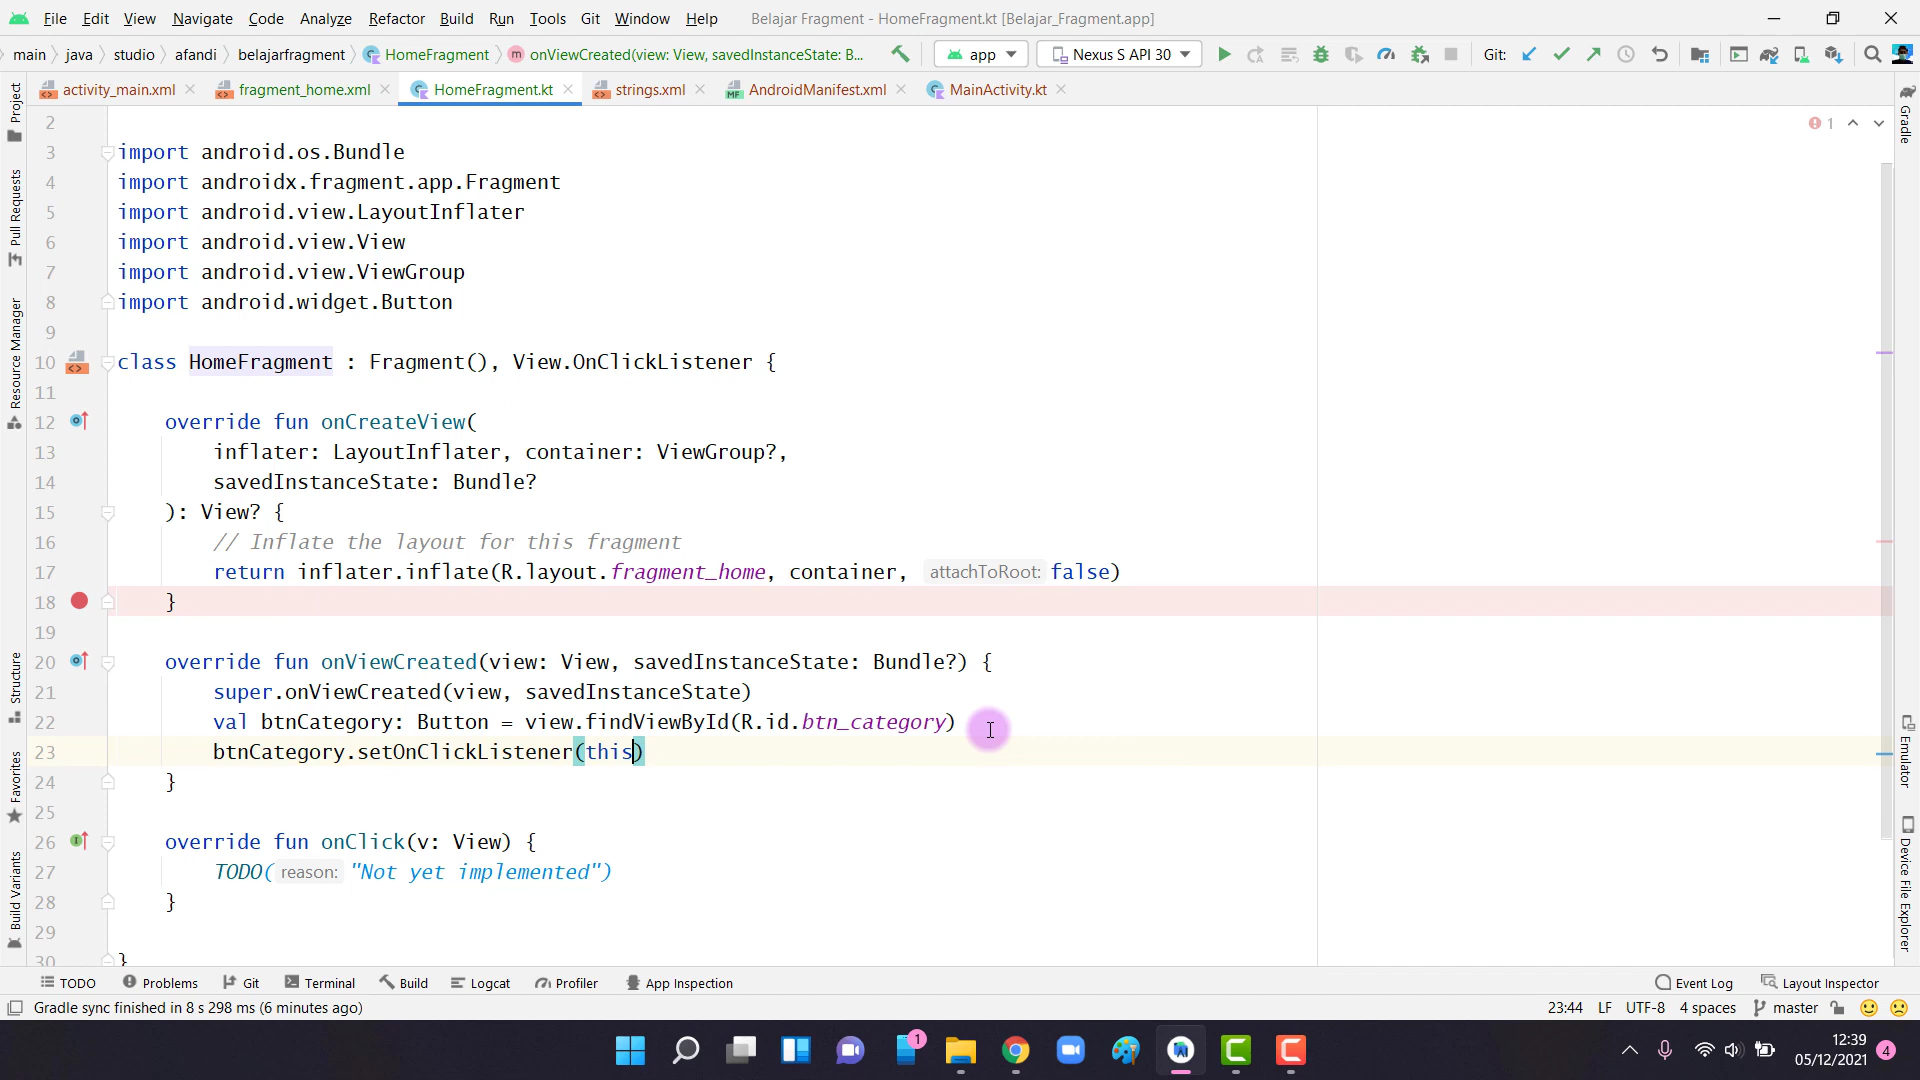 File Edit View Navigate Code Analyze Refactor Build Run Tools Git Window Help Belajar Fragment - HomeFragment.kt [Belajar_Fragment.app]
main java studio afandi belajarfragment HomeFragment onViewCreated(view: View, savedInstanceState: B... app Nexus S API 30 Git:
activity_main.xml fragment_home.xml HomeFragment.kt strings.xml AndroidManifest.xml MainActivity.kt
Project
Pull Requests
Resource Manager
Structure
Favorites
Build Variants
2
3 import android.os.Bundle
4 import androidx.fragment.app.Fragment
5 import android.view.LayoutInflater
6 import android.view.View
7 import android.view.ViewGroup
8 import android.widget.Button
9
10 class HomeFragment : Fragment(), View.OnClickListener {
11
12 override fun onCreateView(
13 inflater: LayoutInflater, container: ViewGroup?,
14 savedInstanceState: Bundle?
15 ): View? {
16 // Inflate the layout for this fragment
17 return inflater.inflate(R.layout.fragment_home, container, attachToRoot: false)
18 }
19
20 override fun onViewCreated(view: View, savedInstanceState: Bundle?) {
21 super.onViewCreated(view, savedInstanceState)
22 val btnCategory: Button = view.findViewById(R.id.btn_category)
23 btnCategory.setOnClickListener(this)
24 }
25
26 override fun onClick(v: View) {
27 TODO( reason: "Not yet implemented")
28 }
29
30 }
1
Gradle
Emulator
Device File Explorer
TODO Problems Git Terminal Build Logcat Profiler App Inspection Event Log Layout Inspector
Gradle sync finished in 8 s 298 ms (6 minutes ago) 23:44 LF UTF-8 4 spaces master
1
12:39
05/12/2021 4